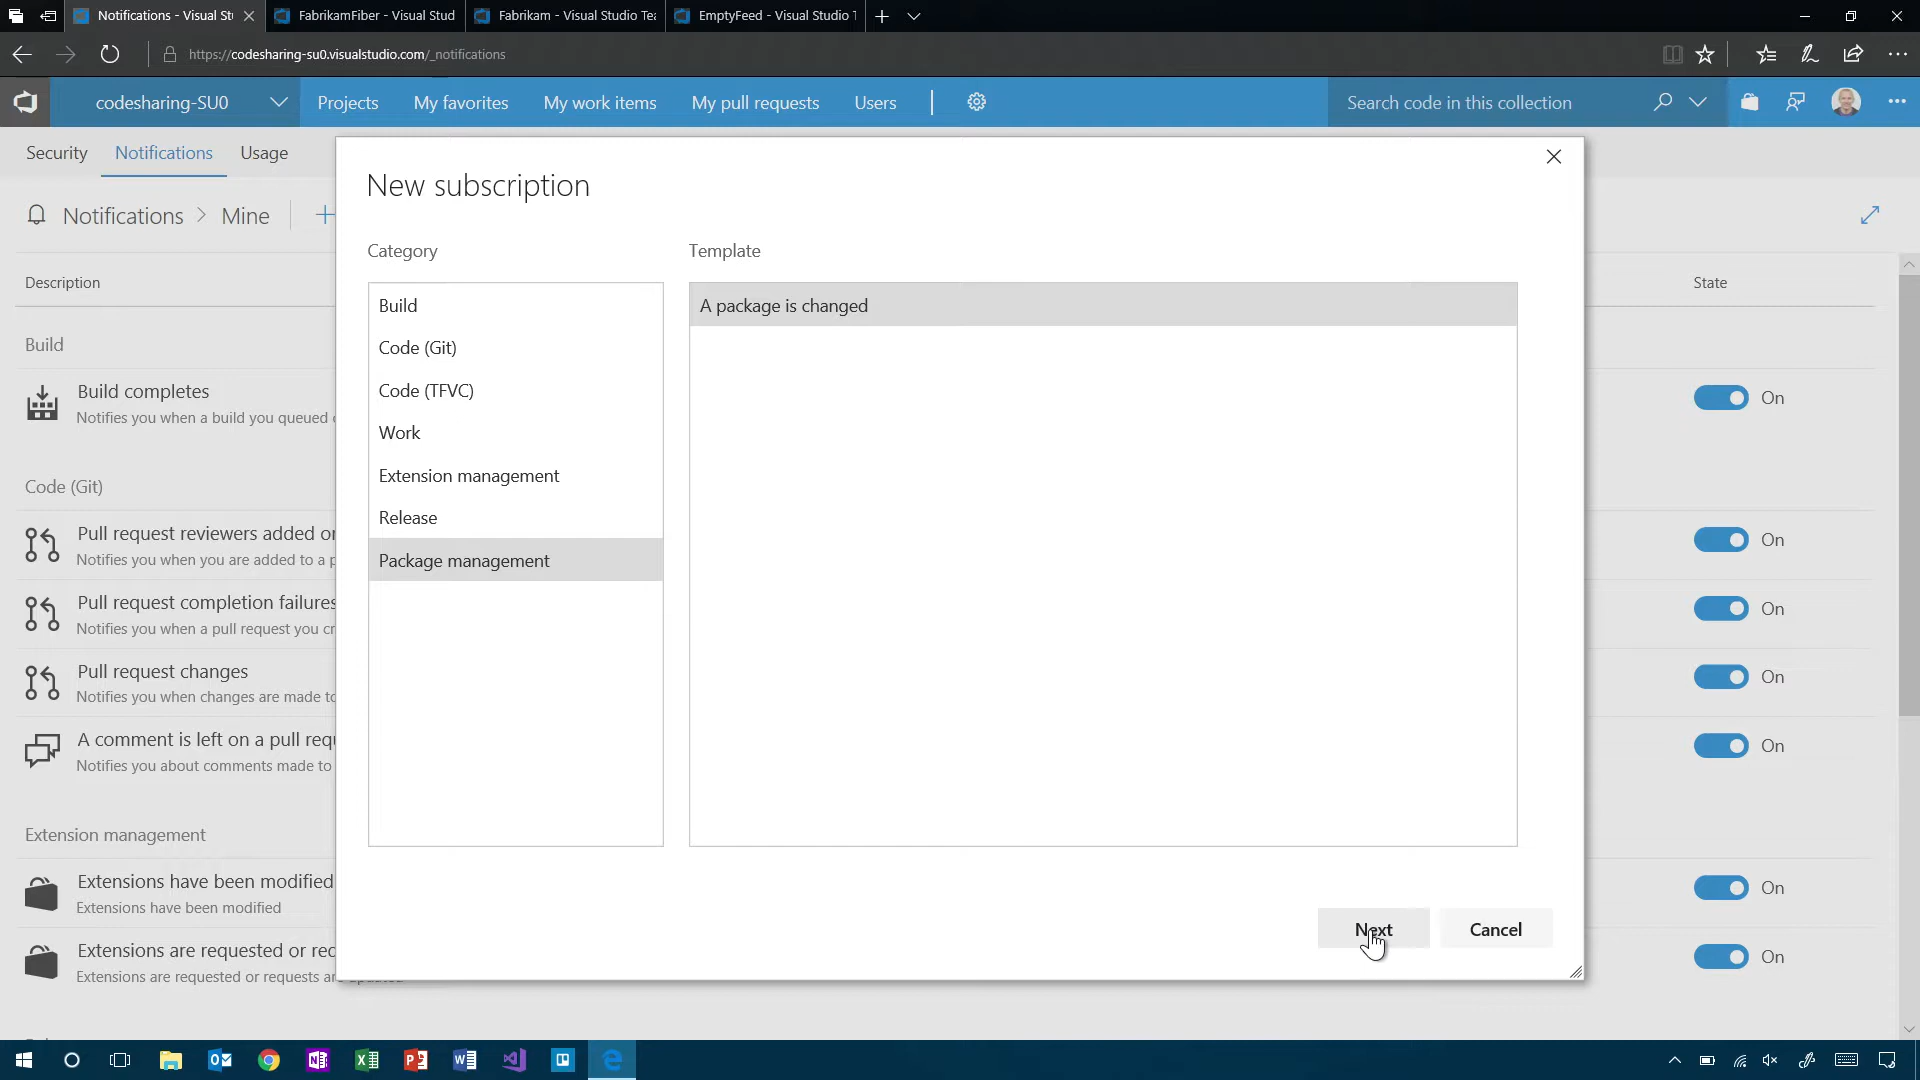 Notifications - Visual St
FabrikamFiber - Visual Stud
Fabrikam - Visual Studio Te
EmptyFeed - Visual Studio
https://codesharing-su0.visualstudio.com/_notifications
codesharing-SU0
Projects
My favorites
My work items
My pull requests
Users
Search code in this collection
Security
Notifications
Usage
Notifications > Mine
New subscription
Category
Template
Description
State
Build
Code (Git)
Code (TFVC)
Work
Extension management
Release
Package management
A package is changed
Build
Build completes
Notifies you when a build you queued
On
Code (Git)
Pull request reviewers added or
Notifies you when you are added to a p
On
Pull request completion failures
Notifies you when a pull request you cr
On
Pull request changes
Notifies you when changes are made to
On
A comment is left on a pull requ
Notifies you about comments made to
On
Extension management
Extensions have been modified
Extensions have been modified
On
Extensions are requested or rec
Extensions are requested or requests are updated
On
Next
Cancel